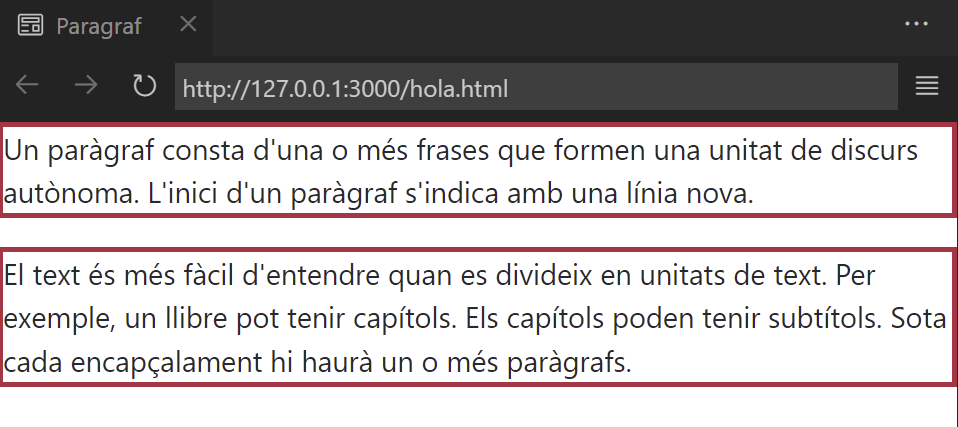 Paragraf
http://127.0.0.1:3000/hola.html
Un paràgraf consta d'una o més frases que formen una unitat de discurs
autònoma. L'inici d'un paràgraf s'indica amb una línia nova.
El text és més fàcil d'entendre quan es divideix en unitats de text. Per
exemple, un llibre pot tenir capítols. Els capítols poden tenir subtítols. Sota
cada encapçalament hi haurà un o més paràgrafs.